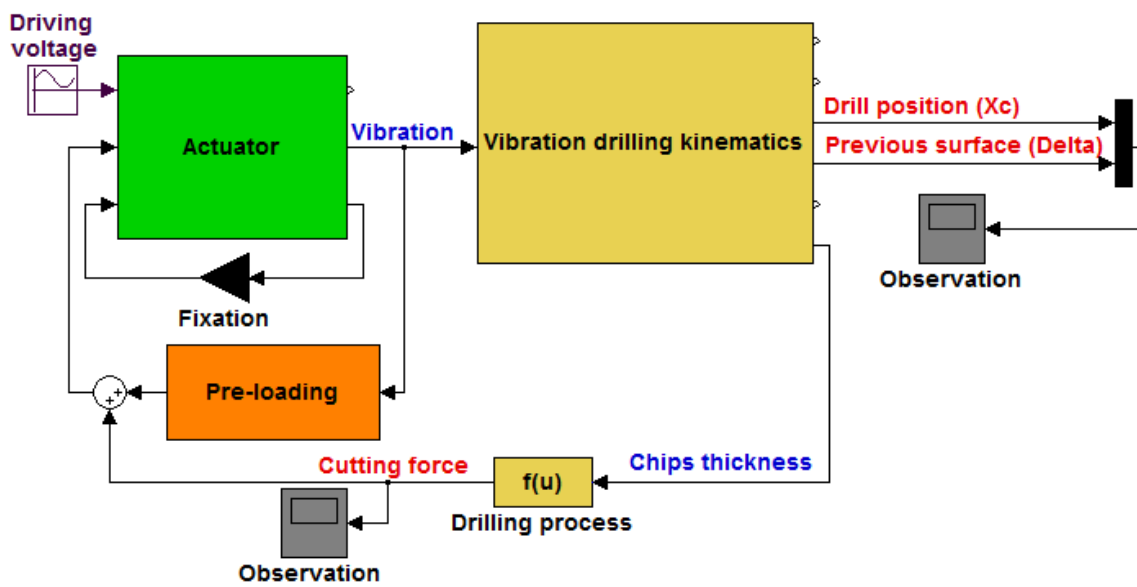 Driving
voltage
Actuator
Vibration
Vibration drilling kinematics
Drill position (Xc)
Previous surface (Delta)
Observation
Fixation
Pre-loading
+
+
Cutting force
Chips thickness
f(u)
Drilling process
Observation